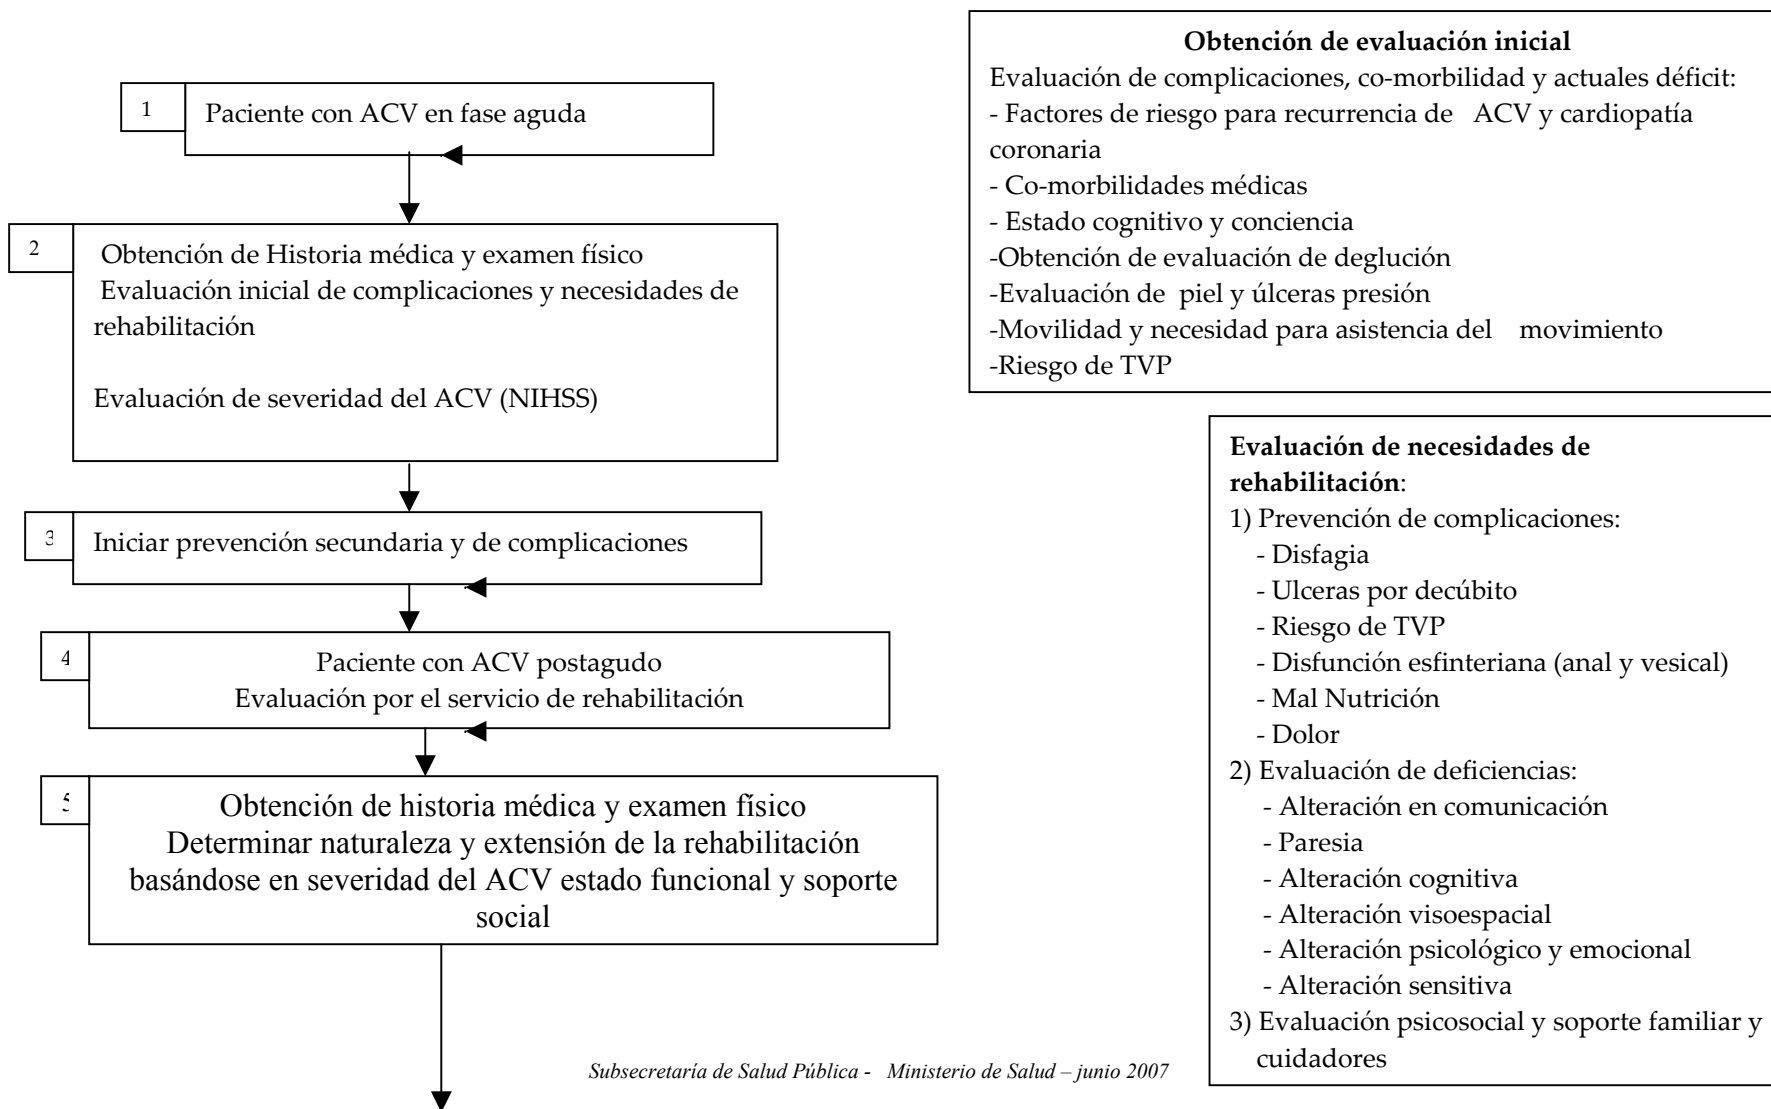 1
Paciente con ACV en fase aguda
2
Obtención de Historia médica y examen físico
Evaluación inicial de complicaciones y necesidades de
rehabilitación
Evaluación de severidad del ACV (NIHSS)
3
Iniciar prevención secundaria y de complicaciones
4
Paciente con ACV postagudo
Evaluación por el servicio de rehabilitación
5
Obtención de historia médica y examen físico
Determinar naturaleza y extensión de la rehabilitación
basándose en severidad del ACV estado funcional y soporte
social
Obtención de evaluación inicial
Evaluación de complicaciones, co-morbilidad y actuales déficit:
- Factores de riesgo para recurrencia de ACV y cardiopatía
coronaria
- Co-morbilidades médicas
- Estado cognitivo y conciencia
-Obtención de evaluación de deglución
-Evaluación de piel y úlceras presión
-Movilidad y necesidad para asistencia del movimiento
-Riesgo de TVP
Evaluación de necesidades de
rehabilitación:
1) Prevención de complicaciones:
- Disfagia
- Ulceras por decúbito
- Riesgo de TVP
- Disfunción esfinteriana (anal y vesical)
- Mal Nutrición
- Dolor
2) Evaluación de deficiencias:
- Alteración en comunicación
- Paresia
- Alteración cognitiva
- Alteración visoespacial
- Alteración psicológico y emocional
- Alteración sensitiva
3) Evaluación psicosocial y soporte familiar y
cuidadores
Subsecretaría de Salud Pública - Ministerio de Salud – junio 2007